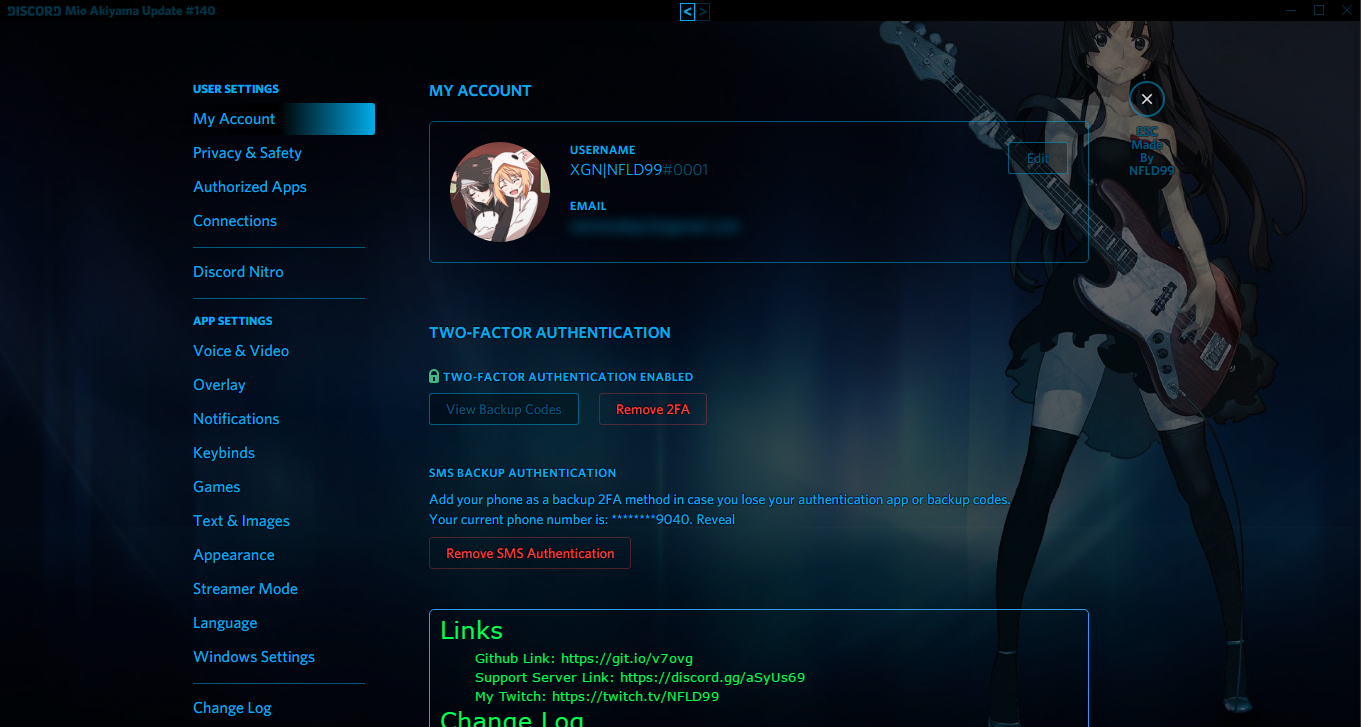 DISCORD Mio Akiyama Update #140
< >
USER SETTINGS
My Account
Privacy & Safety
Authorized Apps
Connections
Discord Nitro
APP SETTINGS
Voice & Video
Overlay
Notifications
Keybinds
Games
Text & Images
Appearance
Streamer Mode
Language
Windows Settings
Change Log
MY ACCOUNT
USERNAME
XGN|NFLD99#0001
Edit
EMAIL
TWO-FACTOR AUTHENTICATION
TWO-FACTOR AUTHENTICATION ENABLED
View Backup Codes
Remove 2FA
SMS BACKUP AUTHENTICATION
Add your phone as a backup 2FA method in case you lose your authentication app or backup codes.
Your current phone number is: ********9040. Reveal
Remove SMS Authentication
Links
Github Link: https://git.io/v7ovg
Support Server Link: https://discord.gg/aSyUs69
My Twitch: https://twitch.tv/NFLD99
Change Log
ESC
Made
By
NFLD99